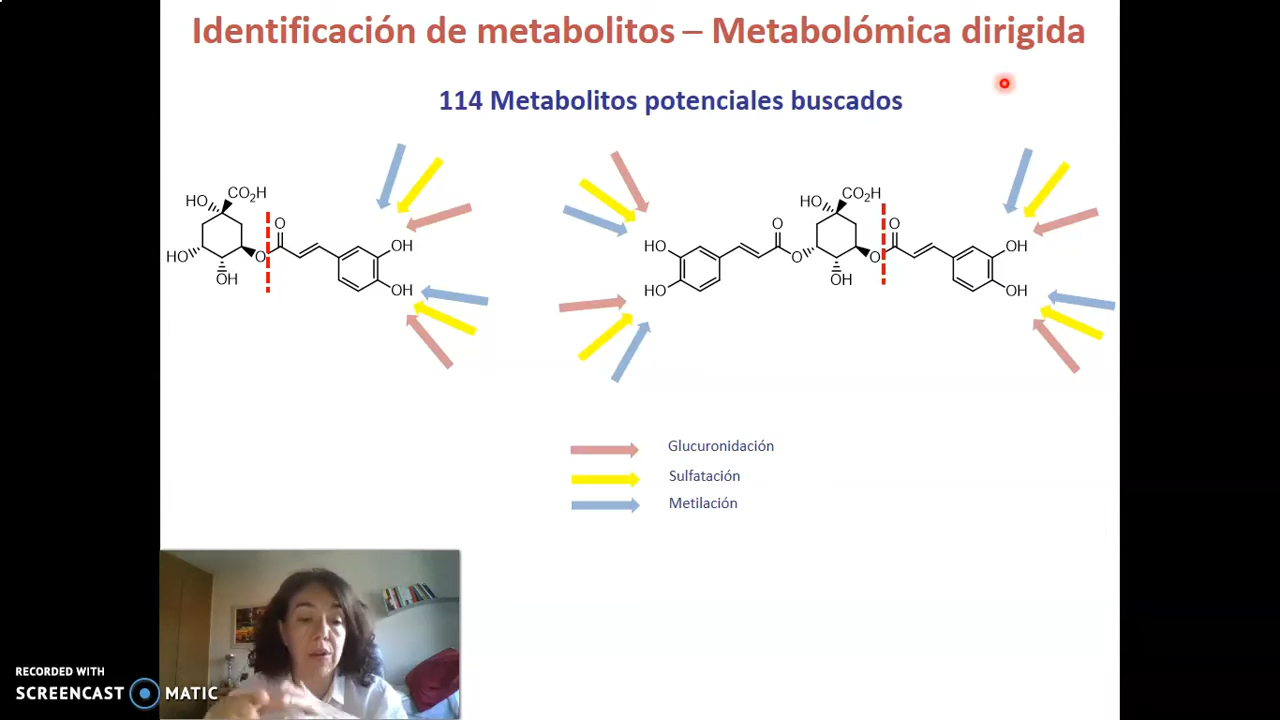 Identificación de metabolitos – Metabolómica dirigida
114 Metabolitos potenciales buscados
HO
CO2H
O
HO
O
OH
OH
OH
HO
HO
O
O
HO
CO2H
OH
O
O
OH
OH
Glucuronidación
Sulfatación
Metilación
RECORDED WITH
SCREENCAST MATIC